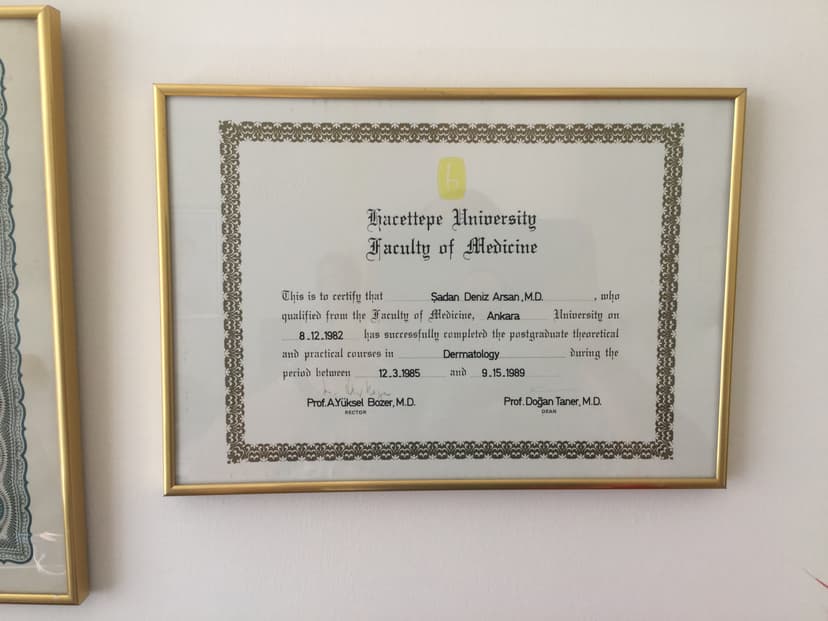 h
Hacettepe University
Faculty of Medicine
This is to certify that Şadan Deniz Arsan, M.D. , who
qualified from the Faculty of Medicine, Ankara University on
8.12.1982 has successfully completed the postgraduate theoretical
and practical courses in Dermatology during the
period between 12.3.1985 and 9.15.1989
Prof.A.Yüksel Bozer, M.D. Prof.Doğan Taner, M.D.
RECTOR DEAN